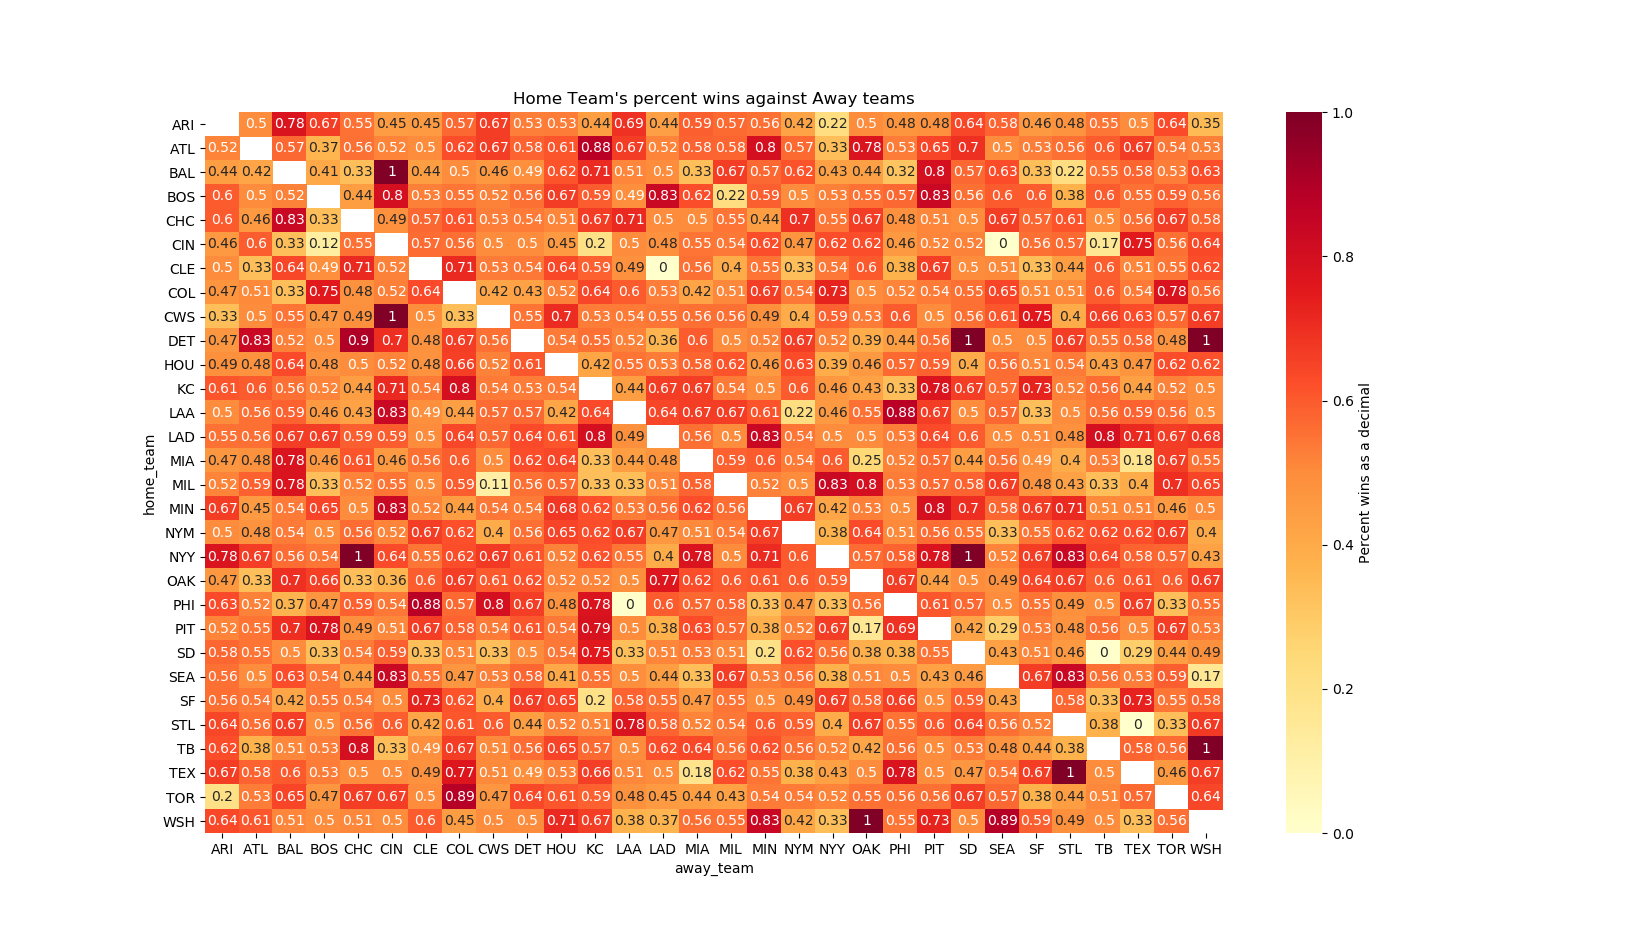 Home Team's percent wins against Away teams
ARI 0.5 0.78 0.67 0.55 0.45 0.45 0.57 0.67 0.53 0.53 0.44 0.69 0.44 0.59 0.57 0.56 0.42 0.22 0.5 0.48 0.48 0.64 0.58 0.46 0.48 0.55 0.5 0.64 0.35 1.0
ATL 0.52 0.57 0.37 0.56 0.52 0.5 0.62 0.67 0.58 0.61 0.88 0.67 0.52 0.58 0.58 0.8 0.57 0.33 0.78 0.53 0.65 0.7 0.5 0.53 0.56 0.6 0.67 0.54 0.53
BAL 0.44 0.42 0.41 0.33 1 0.44 0.5 0.46 0.49 0.62 0.71 0.51 0.5 0.33 0.67 0.57 0.62 0.43 0.44 0.32 0.8 0.57 0.63 0.33 0.22 0.55 0.58 0.53 0.63
BOS 0.6 0.5 0.52 0.44 0.8 0.53 0.55 0.52 0.56 0.67 0.59 0.49 0.83 0.62 0.22 0.59 0.5 0.53 0.55 0.57 0.83 0.56 0.6 0.6 0.38 0.6 0.55 0.59 0.56
CHC 0.6 0.46 0.83 0.33 0.49 0.57 0.61 0.53 0.54 0.51 0.67 0.71 0.5 0.5 0.55 0.44 0.7 0.55 0.67 0.48 0.51 0.5 0.67 0.57 0.61 0.5 0.56 0.67 0.58
CIN 0.46 0.6 0.33 0.12 0.55 0.57 0.56 0.5 0.5 0.45 0.2 0.5 0.48 0.55 0.54 0.62 0.47 0.62 0.62 0.46 0.52 0.52 0 0.56 0.57 0.17 0.75 0.56 0.64
0.8
CLE 0.5 0.33 0.64 0.49 0.71 0.52 0.71 0.53 0.54 0.64 0.59 0.49 0 0.56 0.4 0.55 0.33 0.54 0.6 0.38 0.67 0.5 0.51 0.33 0.44 0.6 0.51 0.55 0.62
COL 0.47 0.51 0.33 0.75 0.48 0.52 0.64 0.42 0.43 0.52 0.64 0.6 0.53 0.42 0.51 0.67 0.54 0.73 0.5 0.52 0.54 0.55 0.65 0.51 0.51 0.6 0.54 0.78 0.56
CWS 0.33 0.5 0.55 0.47 0.49 1 0.5 0.33 0.55 0.7 0.53 0.54 0.55 0.56 0.56 0.49 0.4 0.59 0.53 0.6 0.5 0.56 0.61 0.75 0.4 0.66 0.63 0.57 0.67
DET 0.47 0.83 0.52 0.5 0.9 0.7 0.48 0.67 0.56 0.54 0.55 0.52 0.36 0.6 0.5 0.52 0.67 0.52 0.39 0.44 0.56 1 0.5 0.5 0.67 0.55 0.58 0.48 1
HOU 0.49 0.48 0.64 0.48 0.5 0.52 0.48 0.66 0.52 0.61 0.42 0.55 0.53 0.58 0.62 0.46 0.63 0.39 0.46 0.57 0.59 0.4 0.56 0.51 0.54 0.43 0.47 0.62 0.62
KC 0.61 0.6 0.56 0.52 0.44 0.71 0.54 0.8 0.54 0.53 0.54 0.44 0.67 0.67 0.54 0.5 0.6 0.46 0.43 0.33 0.78 0.67 0.57 0.73 0.52 0.56 0.44 0.52 0.5
0.6
LAA 0.5 0.56 0.59 0.46 0.43 0.83 0.49 0.44 0.57 0.57 0.42 0.64 0.64 0.67 0.67 0.61 0.22 0.46 0.55 0.88 0.67 0.5 0.57 0.33 0.5 0.56 0.59 0.56 0.5
LAD 0.55 0.56 0.67 0.67 0.59 0.59 0.5 0.64 0.57 0.64 0.61 0.8 0.49 0.56 0.5 0.83 0.54 0.5 0.5 0.53 0.64 0.6 0.5 0.51 0.48 0.8 0.71 0.67 0.68
MIA 0.47 0.48 0.78 0.46 0.61 0.46 0.56 0.6 0.5 0.62 0.64 0.33 0.44 0.48 0.59 0.6 0.54 0.6 0.25 0.52 0.57 0.44 0.56 0.49 0.4 0.53 0.18 0.67 0.55
MIL 0.52 0.59 0.78 0.33 0.52 0.55 0.5 0.59 0.11 0.56 0.57 0.33 0.33 0.51 0.58 0.52 0.5 0.83 0.8 0.53 0.57 0.58 0.67 0.48 0.43 0.33 0.4 0.7 0.65
MIN 0.67 0.45 0.54 0.65 0.5 0.83 0.52 0.44 0.54 0.54 0.68 0.62 0.53 0.56 0.62 0.56 0.67 0.42 0.53 0.5 0.8 0.7 0.58 0.67 0.71 0.51 0.51 0.46 0.5
NYM 0.5 0.48 0.54 0.5 0.56 0.52 0.67 0.62 0.4 0.56 0.65 0.62 0.67 0.47 0.51 0.54 0.67 0.38 0.64 0.51 0.56 0.55 0.33 0.55 0.62 0.62 0.62 0.67 0.4
0.4
NYY 0.78 0.67 0.56 0.54 1 0.64 0.55 0.62 0.67 0.61 0.52 0.62 0.55 0.4 0.78 0.5 0.71 0.6 0.57 0.58 0.78 1 0.52 0.67 0.83 0.64 0.58 0.57 0.43
OAK 0.47 0.33 0.7 0.66 0.33 0.36 0.6 0.67 0.61 0.62 0.52 0.52 0.5 0.77 0.62 0.6 0.61 0.6 0.59 0.67 0.44 0.5 0.49 0.64 0.67 0.6 0.61 0.6 0.67
PHI 0.63 0.52 0.37 0.47 0.59 0.54 0.88 0.57 0.8 0.67 0.48 0.78 0 0.6 0.57 0.58 0.33 0.47 0.33 0.56 0.61 0.57 0.5 0.55 0.49 0.5 0.67 0.33 0.55
PIT 0.52 0.55 0.7 0.78 0.49 0.51 0.67 0.58 0.54 0.61 0.54 0.79 0.5 0.38 0.63 0.57 0.38 0.52 0.67 0.17 0.69 0.42 0.29 0.53 0.48 0.56 0.5 0.67 0.53
SD 0.58 0.55 0.5 0.33 0.54 0.59 0.33 0.51 0.33 0.5 0.54 0.75 0.33 0.51 0.53 0.51 0.2 0.62 0.56 0.38 0.38 0.55 0.43 0.51 0.46 0 0.29 0.44 0.49
SEA 0.56 0.5 0.63 0.54 0.44 0.83 0.55 0.47 0.53 0.58 0.41 0.55 0.5 0.44 0.33 0.67 0.53 0.56 0.38 0.51 0.5 0.43 0.46 0.67 0.83 0.56 0.53 0.59 0.17
0.2
SF 0.56 0.54 0.42 0.55 0.54 0.5 0.73 0.62 0.4 0.67 0.65 0.2 0.58 0.55 0.47 0.55 0.5 0.49 0.67 0.58 0.66 0.5 0.59 0.43 0.58 0.33 0.73 0.55 0.58
STL 0.64 0.56 0.67 0.5 0.56 0.6 0.42 0.61 0.6 0.44 0.52 0.51 0.78 0.58 0.52 0.54 0.6 0.59 0.4 0.67 0.55 0.6 0.64 0.56 0.52 0.38 0 0.33 0.67
TB 0.62 0.38 0.51 0.53 0.8 0.33 0.49 0.67 0.51 0.56 0.65 0.57 0.5 0.62 0.64 0.56 0.62 0.56 0.52 0.42 0.56 0.5 0.53 0.48 0.44 0.38 0.58 0.56 1
TEX 0.67 0.58 0.6 0.53 0.5 0.5 0.49 0.77 0.51 0.49 0.53 0.66 0.51 0.5 0.18 0.62 0.55 0.38 0.43 0.5 0.78 0.5 0.47 0.54 0.67 1 0.5 0.46 0.67
TOR 0.2 0.53 0.65 0.47 0.67 0.67 0.5 0.89 0.47 0.64 0.61 0.59 0.48 0.45 0.44 0.43 0.54 0.54 0.52 0.55 0.56 0.56 0.67 0.57 0.38 0.44 0.51 0.57 0.64
WSH 0.64 0.61 0.51 0.5 0.51 0.5 0.6 0.45 0.5 0.5 0.71 0.67 0.38 0.37 0.56 0.55 0.83 0.42 0.33 1 0.55 0.73 0.5 0.89 0.59 0.49 0.5 0.33 0.56
0.0
ARI ATL BAL BOS CHC CIN CLE COL CWS DET HOU KC LAA LAD MIA MIL MIN NYM NYY OAK PHI PIT SD SEA SF STL TB TEX TOR WSH
away_team
home_team
Percent wins as a decimal